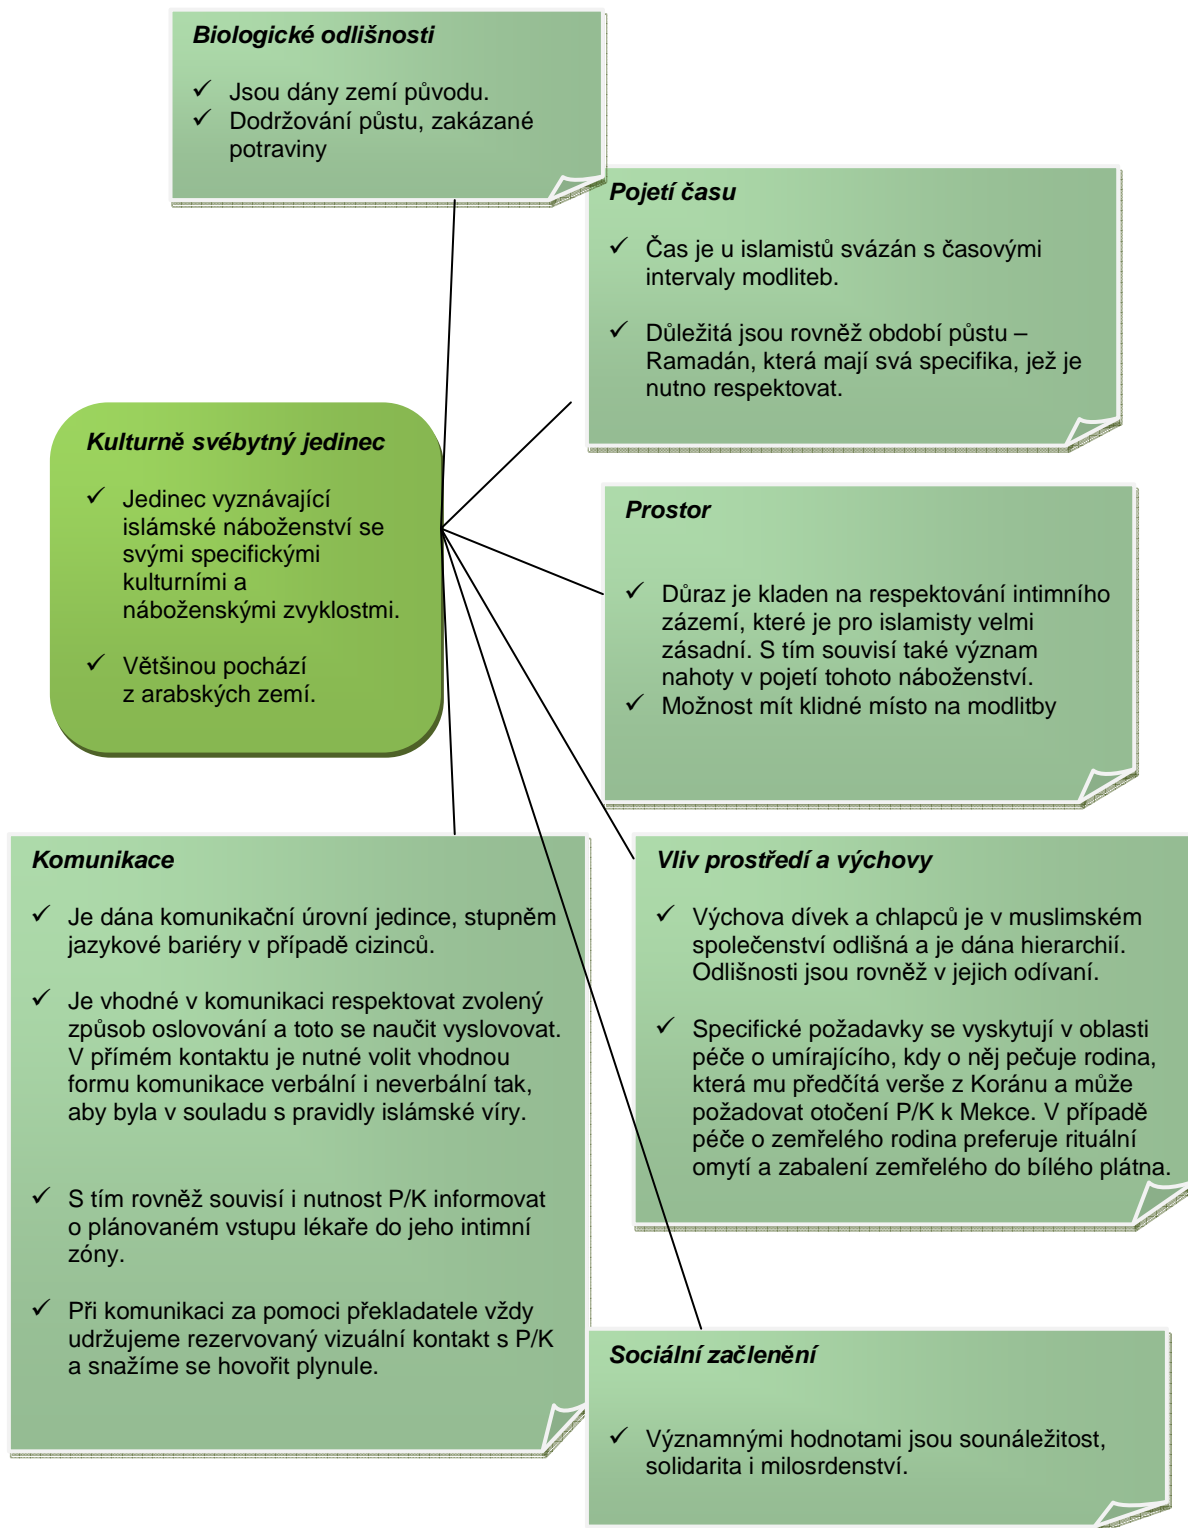 Biologické odlišnosti
✓ Jsou dány zemí původu.
✓ Dodržování půstu, zakázané
potraviny
Pojetí času
✓ Čas je u islamistů svázán s časovými
intervaly modliteb.
✓ Důležitá jsou rovněž období půstu –
Ramadán, která mají svá specifika, jež je
nutno respektovat.
Kulturně svébytný jedinec
✓ Jedinec vyznávající
islámské náboženství se
svými specifickými
kulturními a
náboženskými zvyklostmi.
✓ Většinou pochází
z arabských zemí.
Prostor
✓ Důraz je kladen na respektování intimního
zázemí, které je pro islamisty velmi
zásadní. S tím souvisí také význam
nahoty v pojetí tohoto náboženství.
✓ Možnost mít klidné místo na modlitby
Komunikace
✓ Je dána komunikační úrovní jedince, stupněm
jazykové bariéry v případě cizinců.
✓ Je vhodné v komunikaci respektovat zvolený
způsob oslovování a toto se naučit vyslovovat.
V přímém kontaktu je nutné volit vhodnou
formu komunikace verbální i neverbální tak,
aby byla v souladu s pravidly islámské víry.
✓ S tím rovněž souvisí i nutnost P/K informovat
o plánovaném vstupu lékaře do jeho intimní
zóny.
✓ Při komunikaci za pomoci překladatele vždy
udržujeme rezervovaný vizuální kontakt s P/K
a snažíme se hovořit plynule.
Vliv prostředí a výchovy
✓ Výchova dívek a chlapců je v muslimském
společenství odlišná a je dána hierarchií.
Odlišnosti jsou rovněž v jejich odívaní.
✓ Specifické požadavky se vyskytují v oblasti
péče o umírajícího, kdy o něj pečuje rodina,
která mu předčítá verše z Koránu a může
požadovat otočení P/K k Mekce. V případě
péče o zemřelého rodina preferuje rituální
omytí a zabalení zemřelého do bílého plátna.
Sociální začlenění
✓ Významnými hodnotami jsou sounáležitost,
solidarita i milosrdenství.